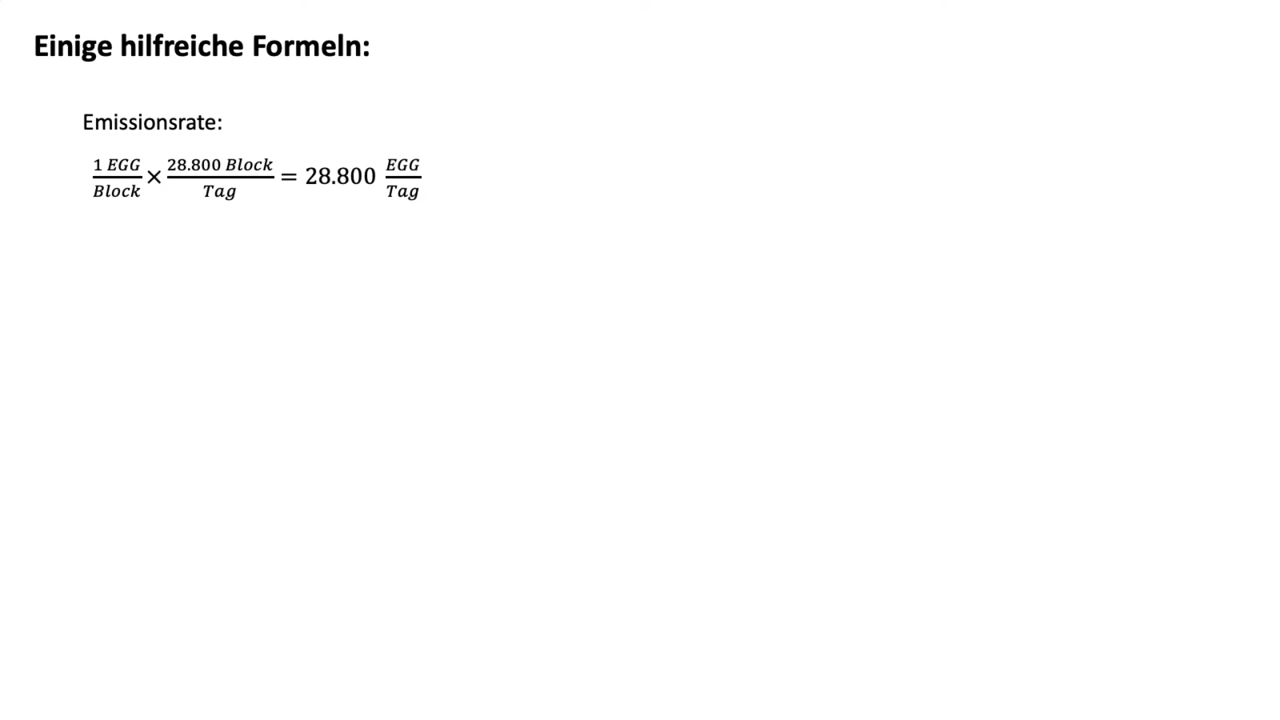 Einige hilfreiche Formeln:
Emissionsrate:
1 EGG/Block × 28.800 Block/Tag = 28.800 EGG/Tag